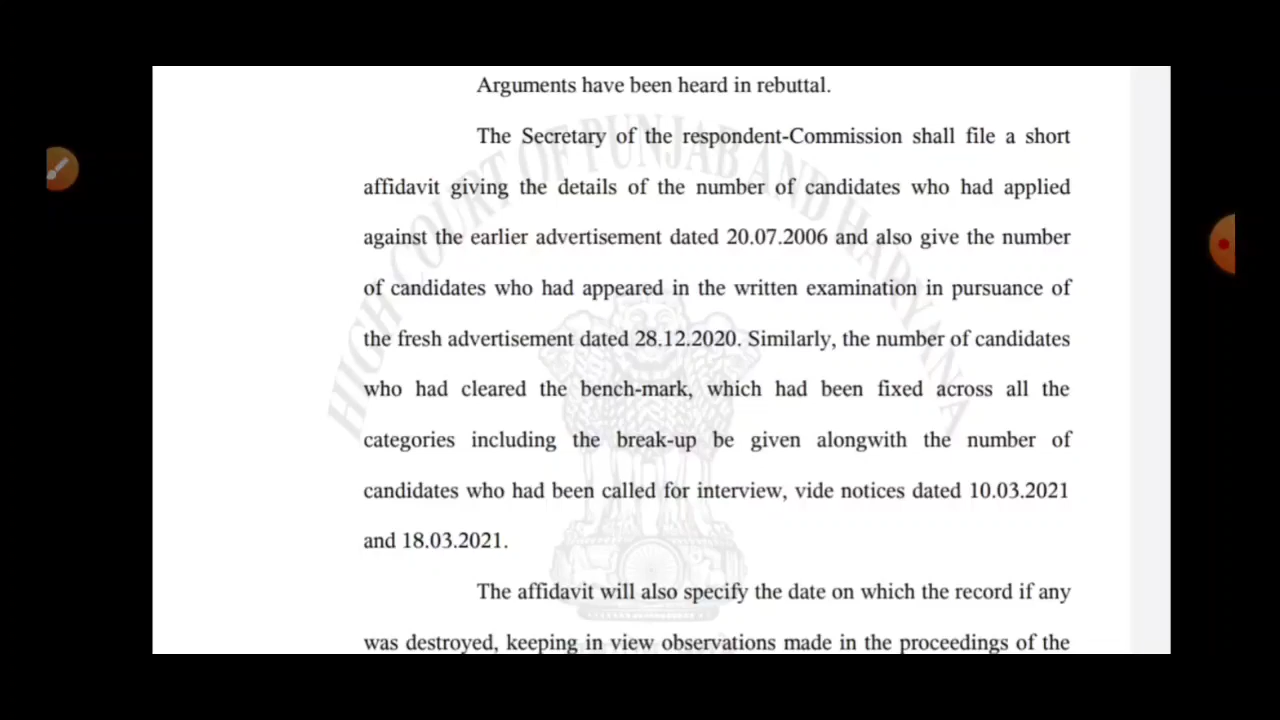 Arguments have been heard in rebuttal.
The Secretary of the respondent-Commission shall file a short
affidavit giving the details of the number of candidates who had applied
against the earlier advertisement dated 20.07.2006 and also give the number
of candidates who had appeared in the written examination in pursuance of
the fresh advertisement dated 28.12.2020. Similarly, the number of candidates
who had cleared the bench-mark, which had been fixed across all the
categories including the break-up be given alongwith the number of
candidates who had been called for interview, vide notices dated 10.03.2021
and 18.03.2021.
The affidavit will also specify the date on which the record if any
was destroyed, keeping in view observations made in the proceedings of the
HIGH COURT OF PUNJAB AND HARYANA